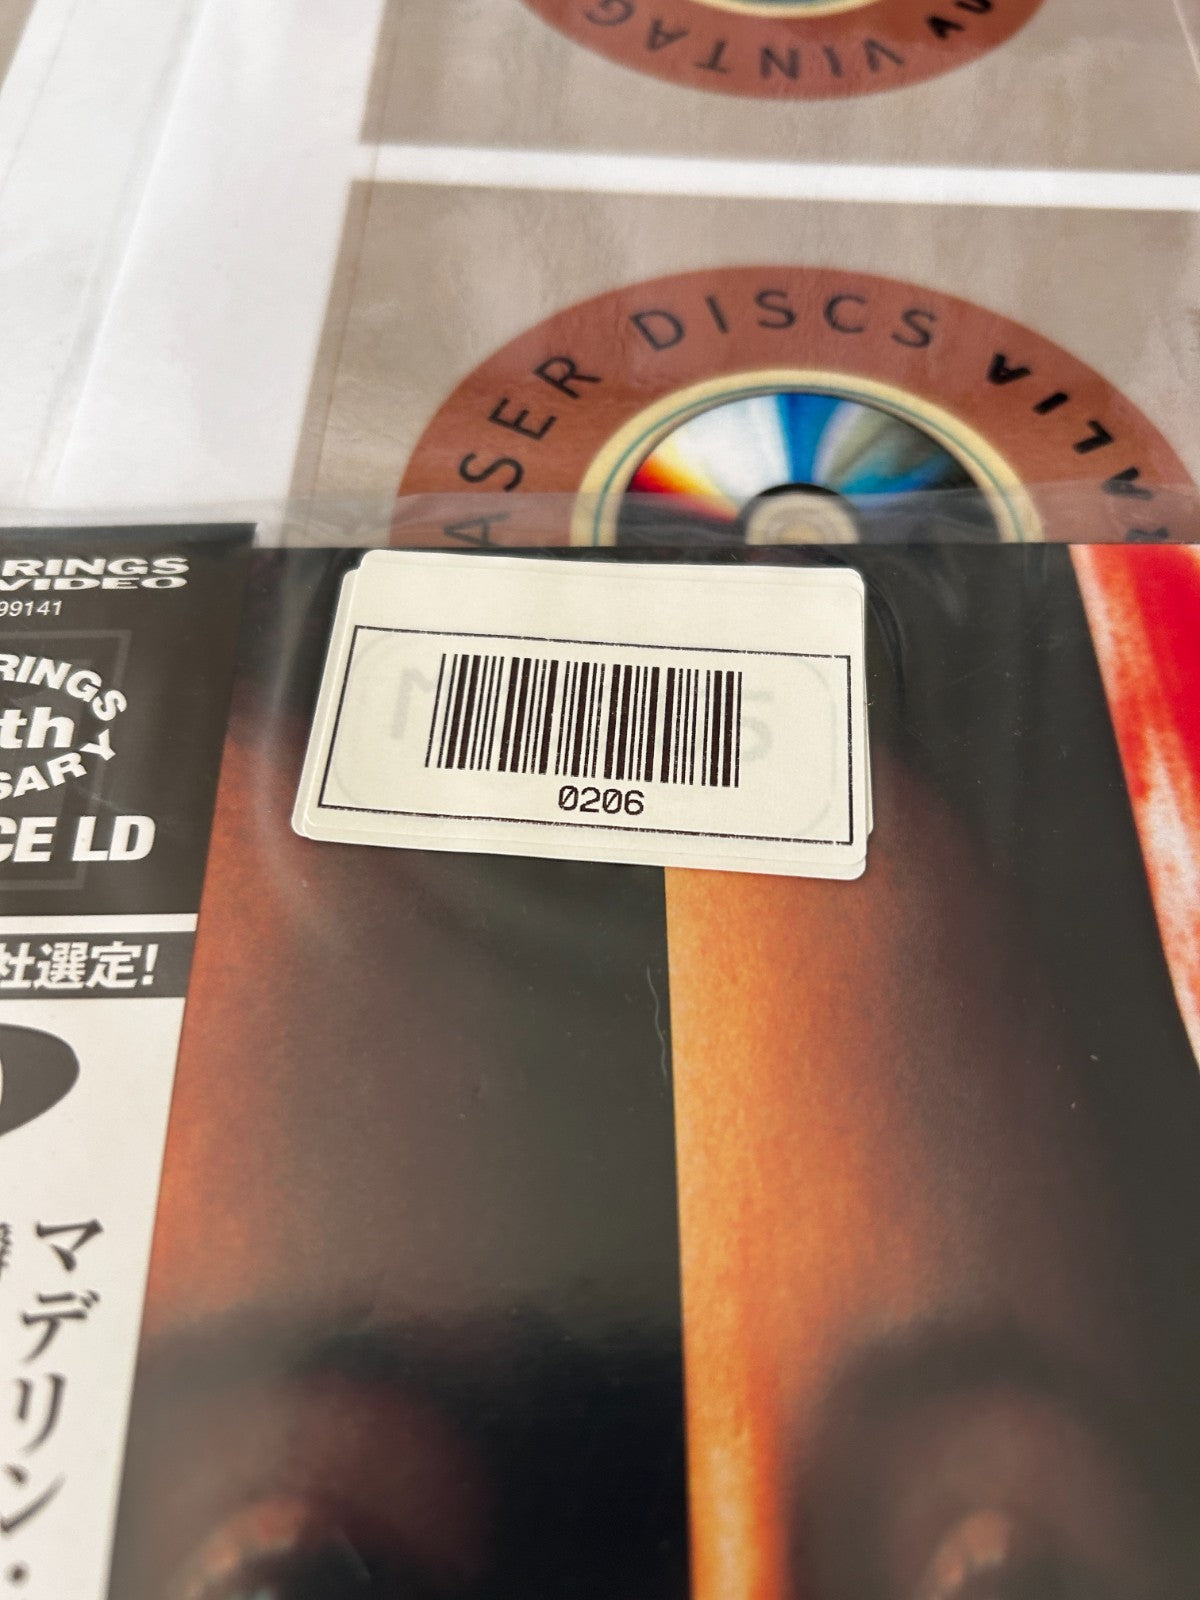 VINTAG
ASER DISCS
RALIA
RINGS
VIDEO
99141
RINGS
th
SARY
CE LD
社選定!
0206
マデリン・